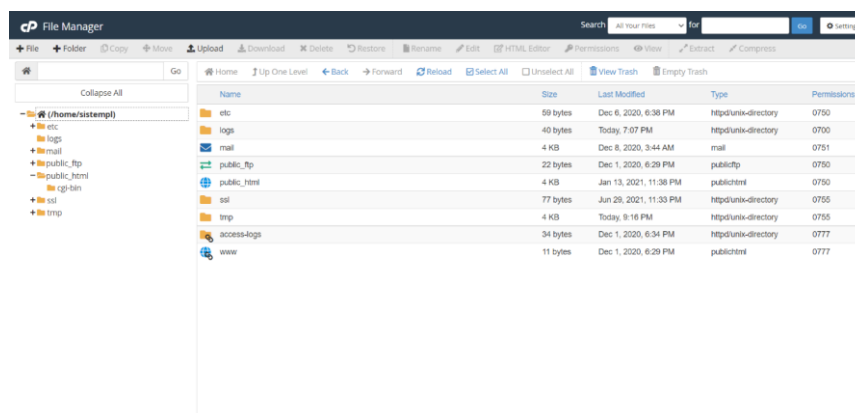 cP File Manager
Search All Your Files for Go Settings
File Folder Copy Move Upload Download Delete Restore Rename Edit HTML Editor Permissions View Extract Compress
Go Home Up One Level Back Forward Reload Select All Unselect All View Trash Empty Trash
Collapse All
(/home/sistempl)
etc
logs
mail
public_ftp
public_html
cgi-bin
ssl
tmp
Name Size Last Modified Type Permissions
etc 59 bytes Dec 6, 2020, 6:38 PM httpd/unix-directory 0750
logs 40 bytes Today, 7:07 PM httpd/unix-directory 0700
mail 4 KB Dec 8, 2020, 3:44 AM mail 0751
public_ftp 22 bytes Dec 1, 2020, 6:29 PM publicftp 0750
public_html 4 KB Jan 13, 2021, 11:38 PM publichtml 0750
ssl 77 bytes Jun 29, 2021, 11:33 PM httpd/unix-directory 0755
tmp 4 KB Today, 9:16 PM httpd/unix-directory 0755
access-logs 34 bytes Dec 1, 2020, 6:34 PM httpd/unix-directory 0777
www 11 bytes Dec 1, 2020, 6:29 PM publichtml 0777